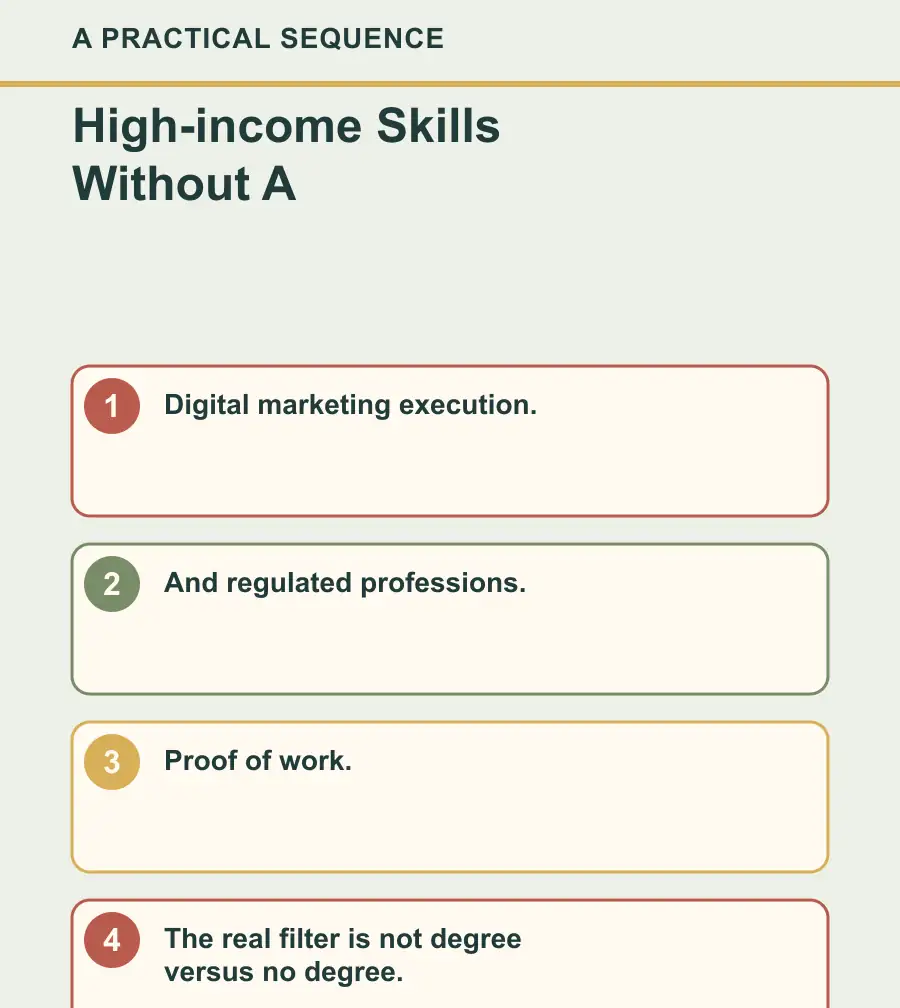 A PRACTICAL SEQUENCE
High-income Skills
Without A
1
Digital marketing execution.
2
And regulated professions.
3
Proof of work.
4
The real filter is not degree
versus no degree.